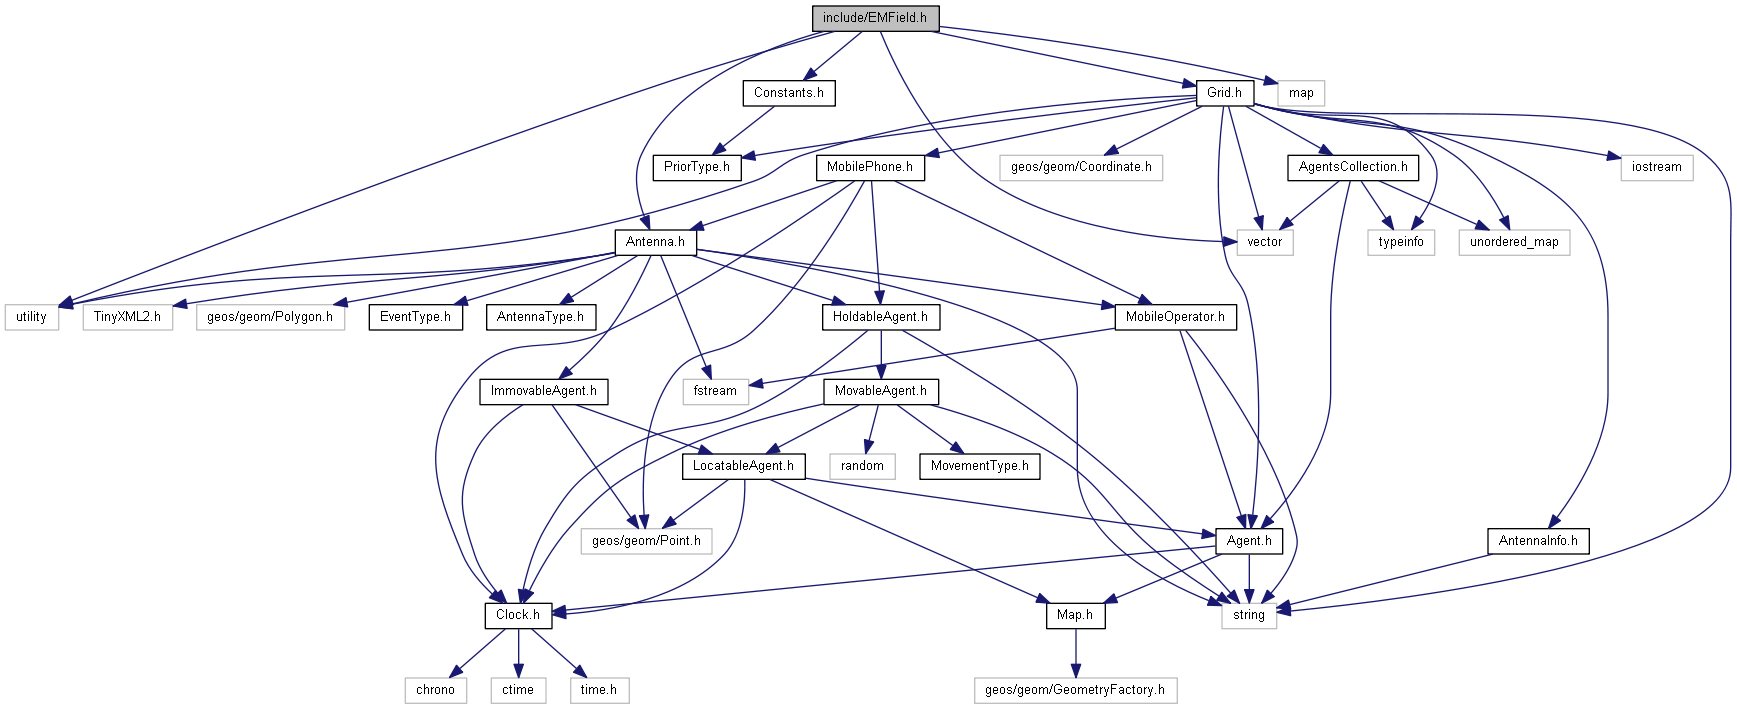 include/EMField.h
Constants.h
Grid.h
map
PriorType.h
MobilePhone.h
geos/geom/Coordinate.h
AgentsCollection.h
iostream
Antenna.h
vector
typeinfo
unordered_map
utility
TinyXML2.h
geos/geom/Polygon.h
EventType.h
AntennaType.h
HoldableAgent.h
MobileOperator.h
ImmovableAgent.h
fstream
MovableAgent.h
LocatableAgent.h
random
MovementType.h
geos/geom/Point.h
Agent.h
AntennaInfo.h
Clock.h
Map.h
string
chrono
ctime
time.h
geos/geom/GeometryFactory.h